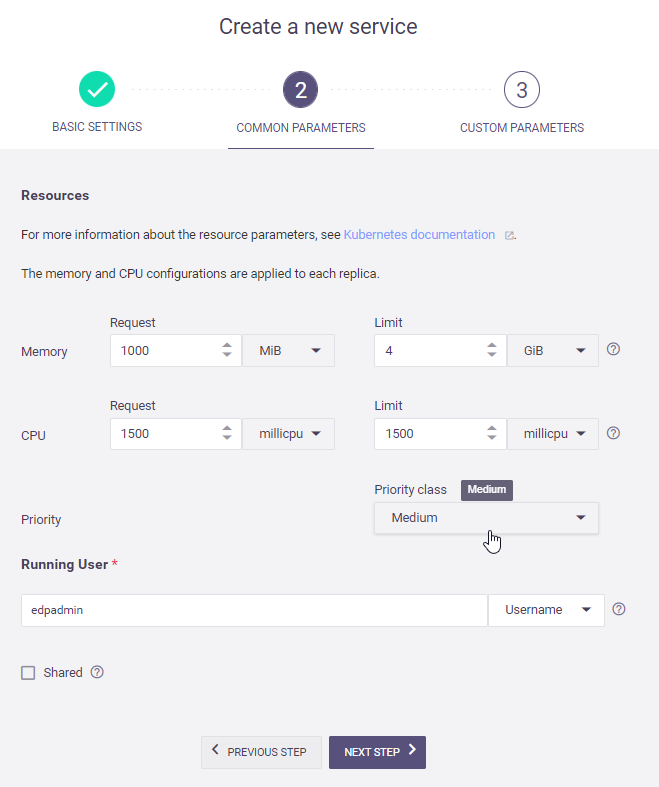 Create a new service
2
3
BASIC SETTINGS
COMMON PARAMETERS
CUSTOM PARAMETERS
Resources
For more information about the resource parameters, see Kubernetes documentation .
The memory and CPU configurations are applied to each replica.
Request
Limit
Memory
1000
MiB
4
GiB
?
Request
Limit
CPU
1500
millicpu
1500
millicpu
?
Priority class
Medium
Priority
Medium
Running User *
edpadmin
Username
?
Shared ?
PREVIOUS STEP
NEXT STEP